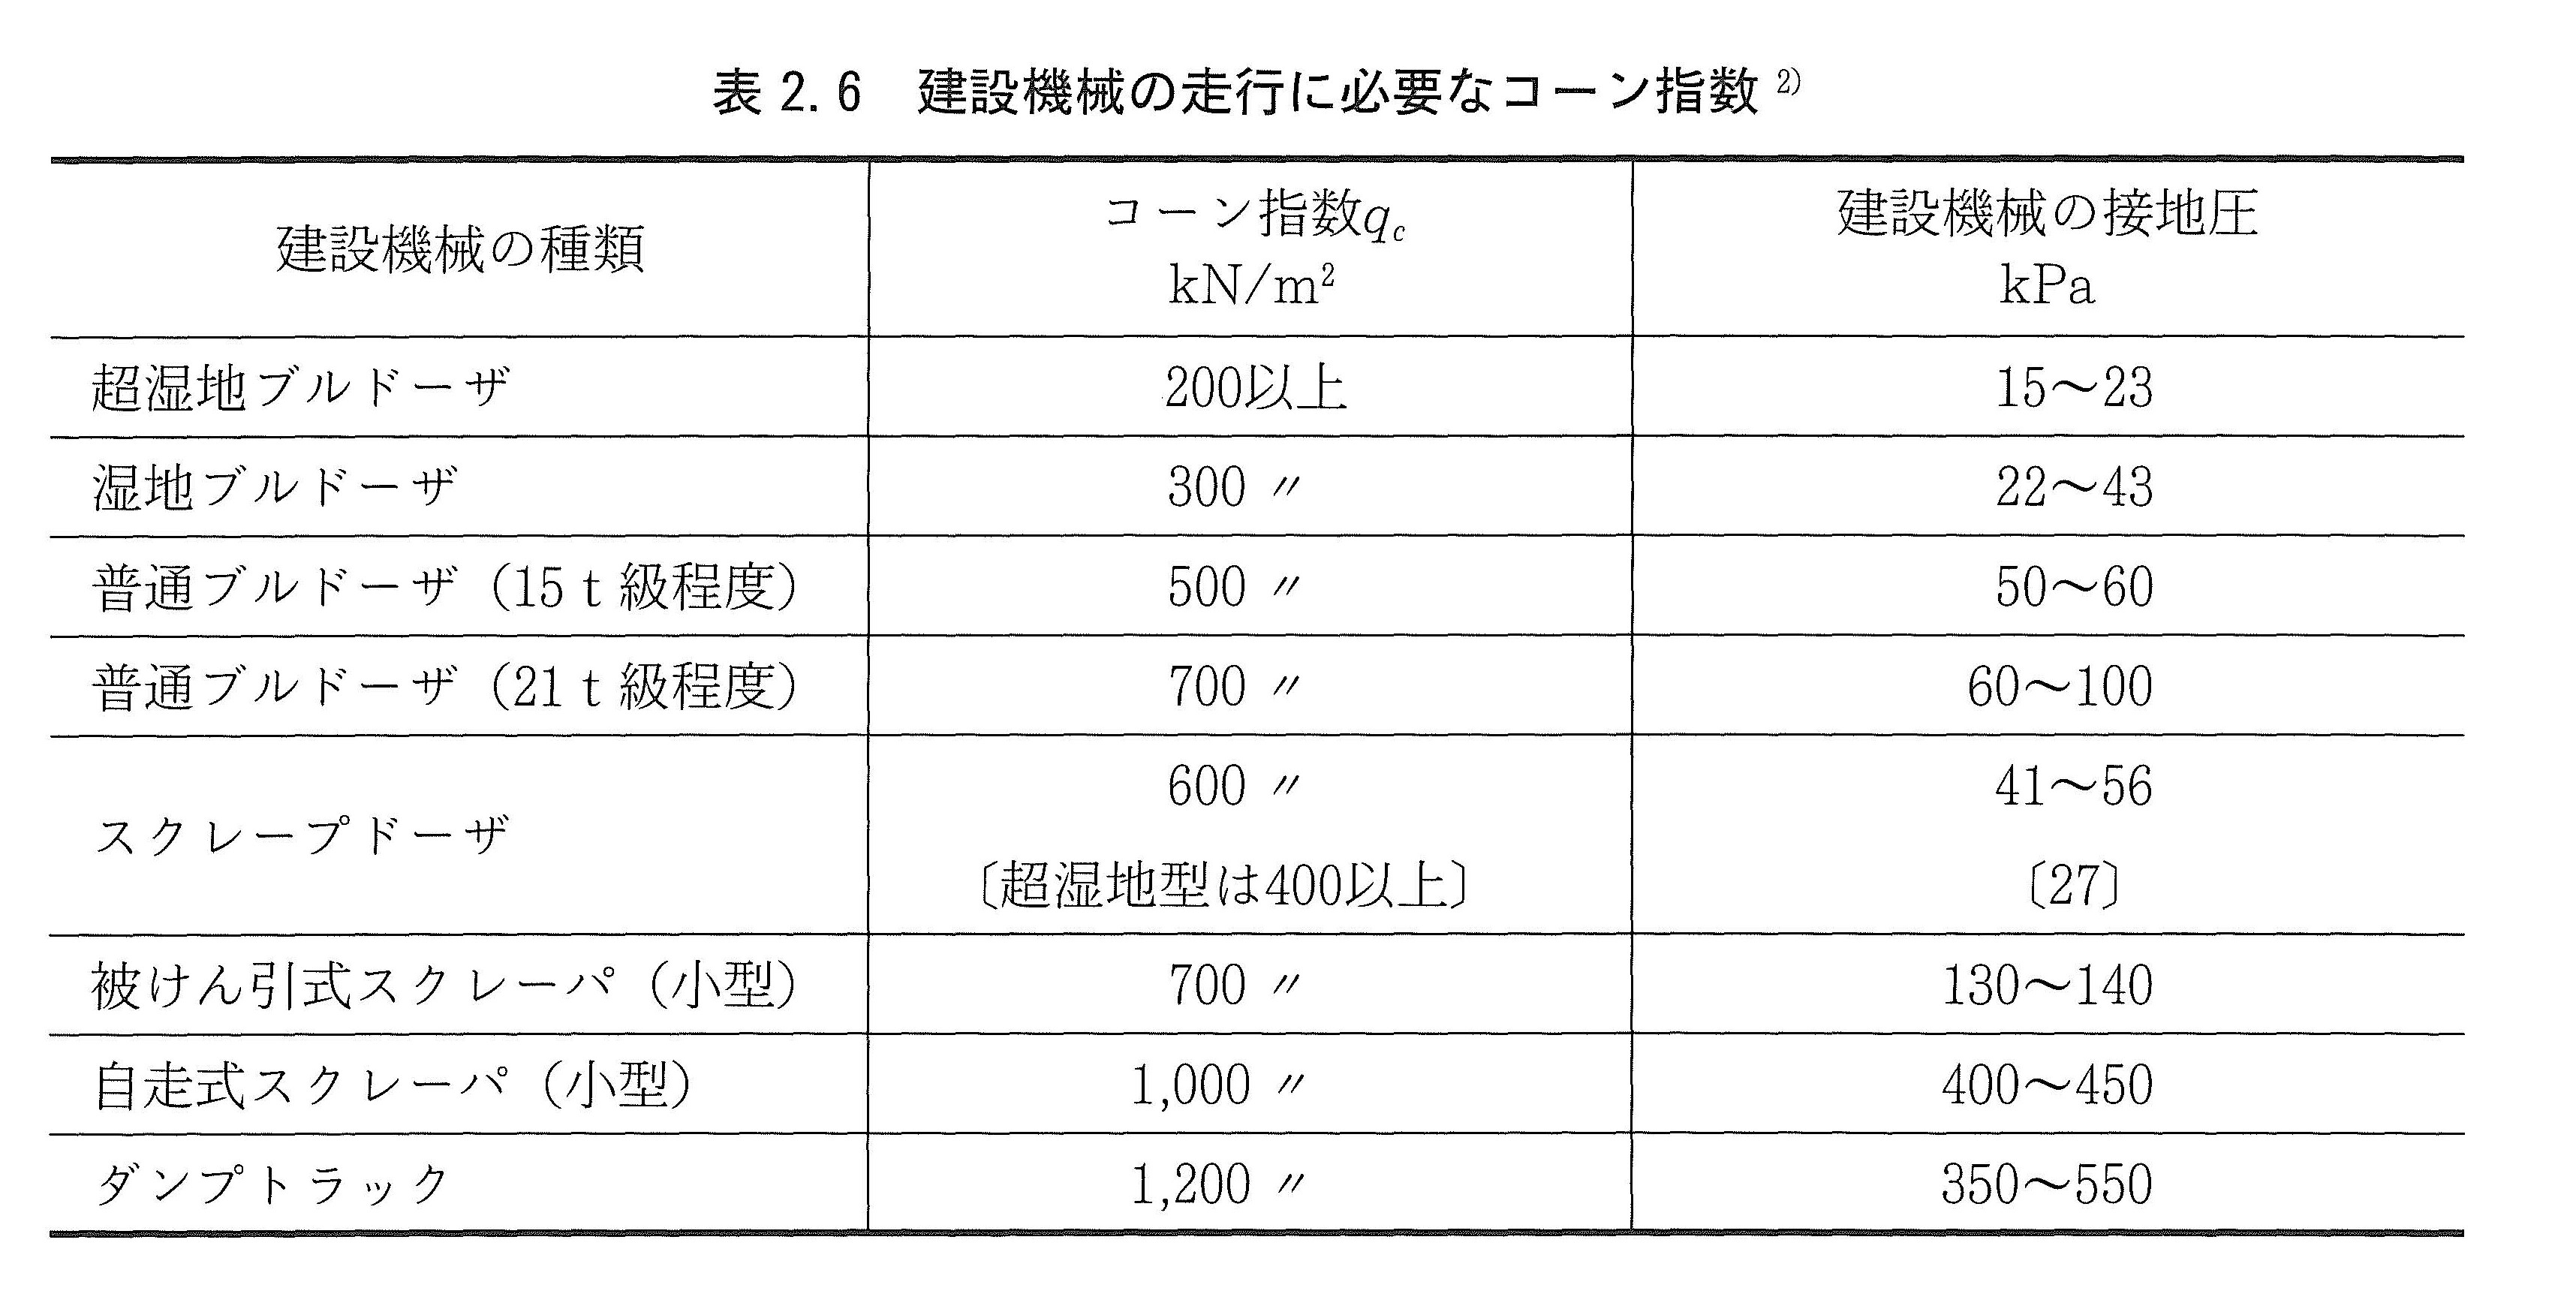 表 2.6 建設機械の走行に必要なコーン指数 2)
建設機械の種類 コーン指数qc kN/m² 建設機械の接地圧 kPa
超湿地ブルドーザ 200以上 15～23
湿地ブルドーザ 300 〃 22～43
普通ブルドーザ（15ｔ級程度） 500 〃 50～60
普通ブルドーザ（21ｔ級程度） 700 〃 60～100
スクレープドーザ 600 〃 41～56
〔超湿地型は400以上〕 〔27〕
被けん引式スクレーパ（小型） 700 〃 130～140
自走式スクレーパ（小型） 1,000 〃 400～450
ダンプトラック 1,200 〃 350～550